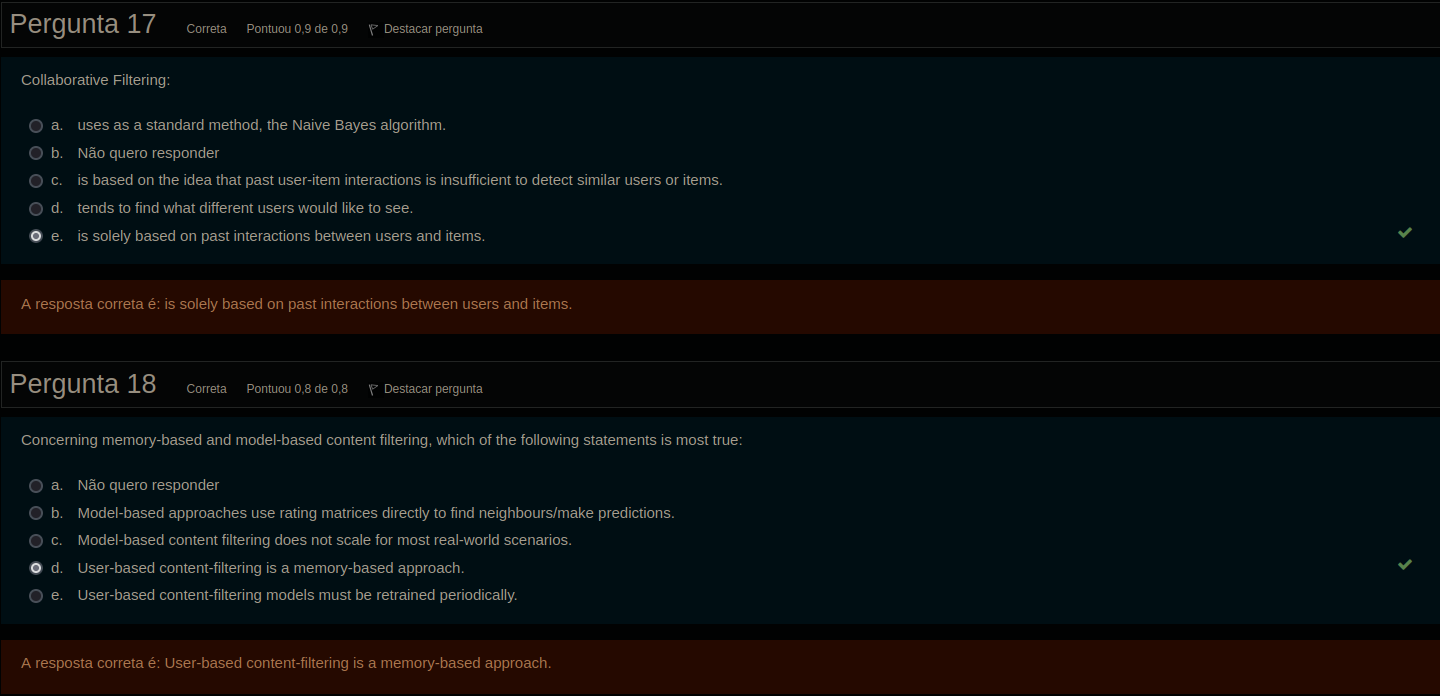 Pergunta 17 Correta Pontuou 0,9 de 0,9 Destacar pergunta
Collaborative Filtering:
a. uses as a standard method, the Naive Bayes algorithm.
b. Não quero responder
c. is based on the idea that past user-item interactions is insufficient to detect similar users or items.
d. tends to find what different users would like to see.
e. is solely based on past interactions between users and items.
A resposta correta é: is solely based on past interactions between users and items.
Pergunta 18 Correta Pontuou 0,8 de 0,8 Destacar pergunta
Concerning memory-based and model-based content filtering, which of the following statements is most true:
a. Não quero responder
b. Model-based approaches use rating matrices directly to find neighbours/make predictions.
c. Model-based content filtering does not scale for most real-world scenarios.
d. User-based content-filtering is a memory-based approach.
e. User-based content-filtering models must be retrained periodically.
A resposta correta é: User-based content-filtering is a memory-based approach.